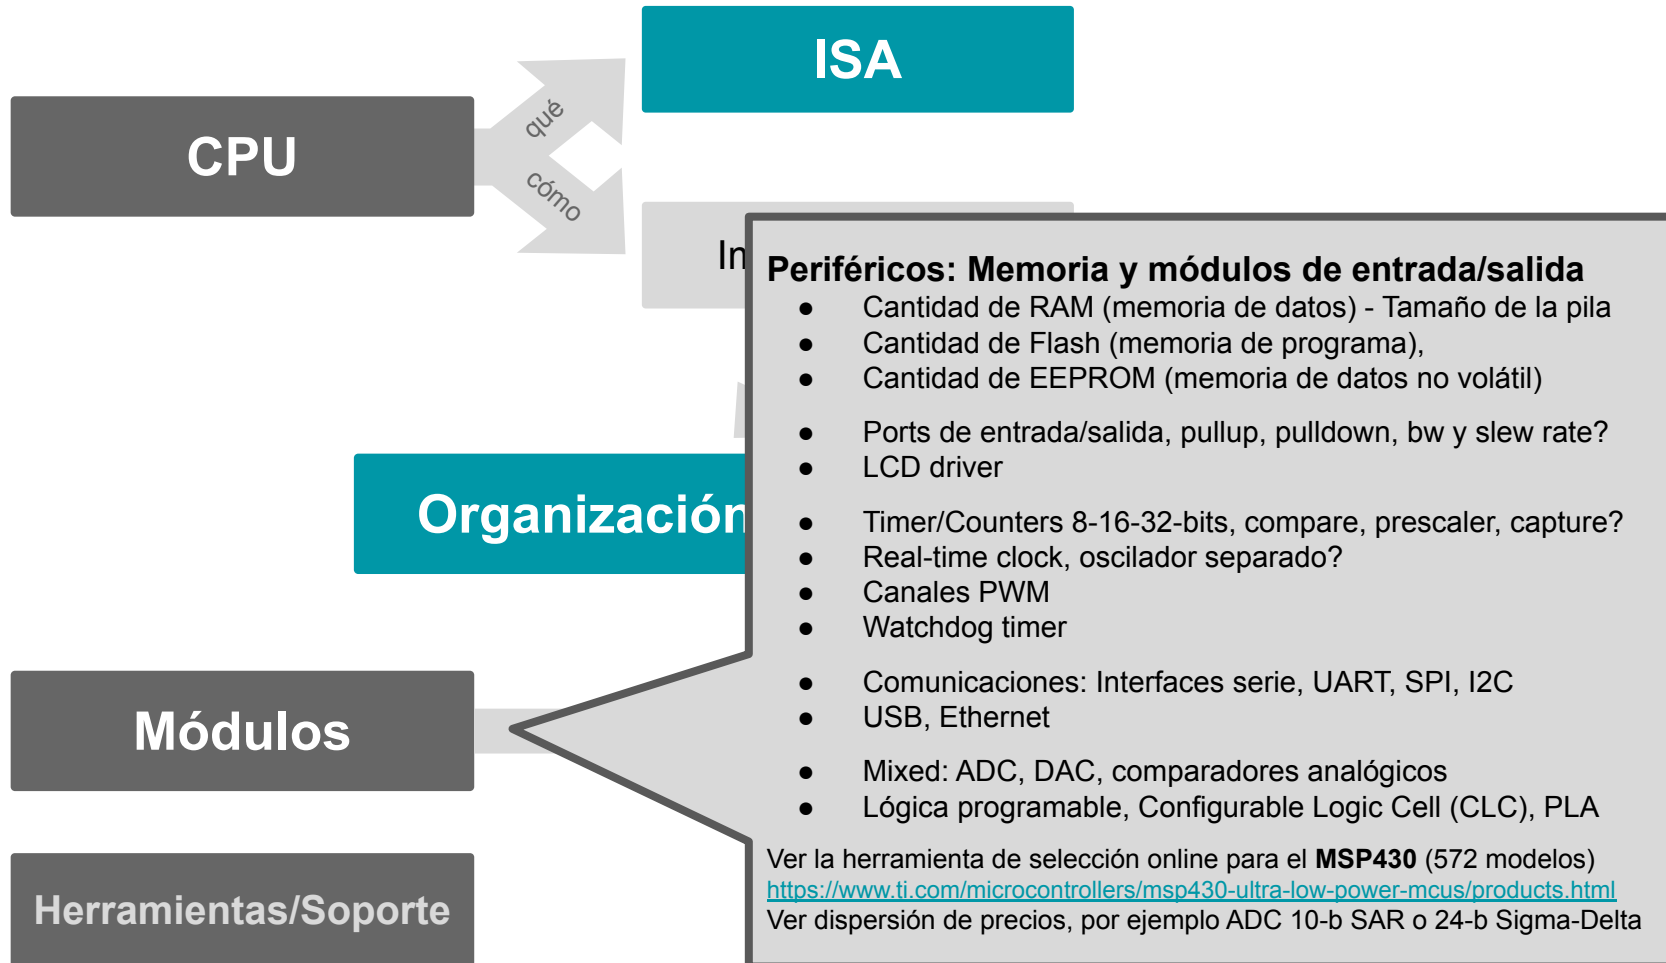 ISA
CPU
qué
cómo
Periféricos: Memoria y módulos de entrada/salida
● Cantidad de RAM (memoria de datos) - Tamaño de la pila
● Cantidad de Flash (memoria de programa),
● Cantidad de EEPROM (memoria de datos no volátil)
● Ports de entrada/salida, pullup, pulldown, bw y slew rate?
● LCD driver
● Timer/Counters 8-16-32-bits, compare, prescaler, capture?
● Real-time clock, oscilador separado?
● Canales PWM
● Watchdog timer
● Comunicaciones: Interfaces serie, UART, SPI, I2C
● USB, Ethernet
● Mixed: ADC, DAC, comparadores analógicos
● Lógica programable, Configurable Logic Cell (CLC), PLA
Ver la herramienta de selección online para el MSP430 (572 modelos)
https://www.ti.com/microcontrollers/msp430-ultra-low-power-mcus/products.html
Ver dispersión de precios, por ejemplo ADC 10-b SAR o 24-b Sigma-Delta
Organización
Módulos
Herramientas/Soporte